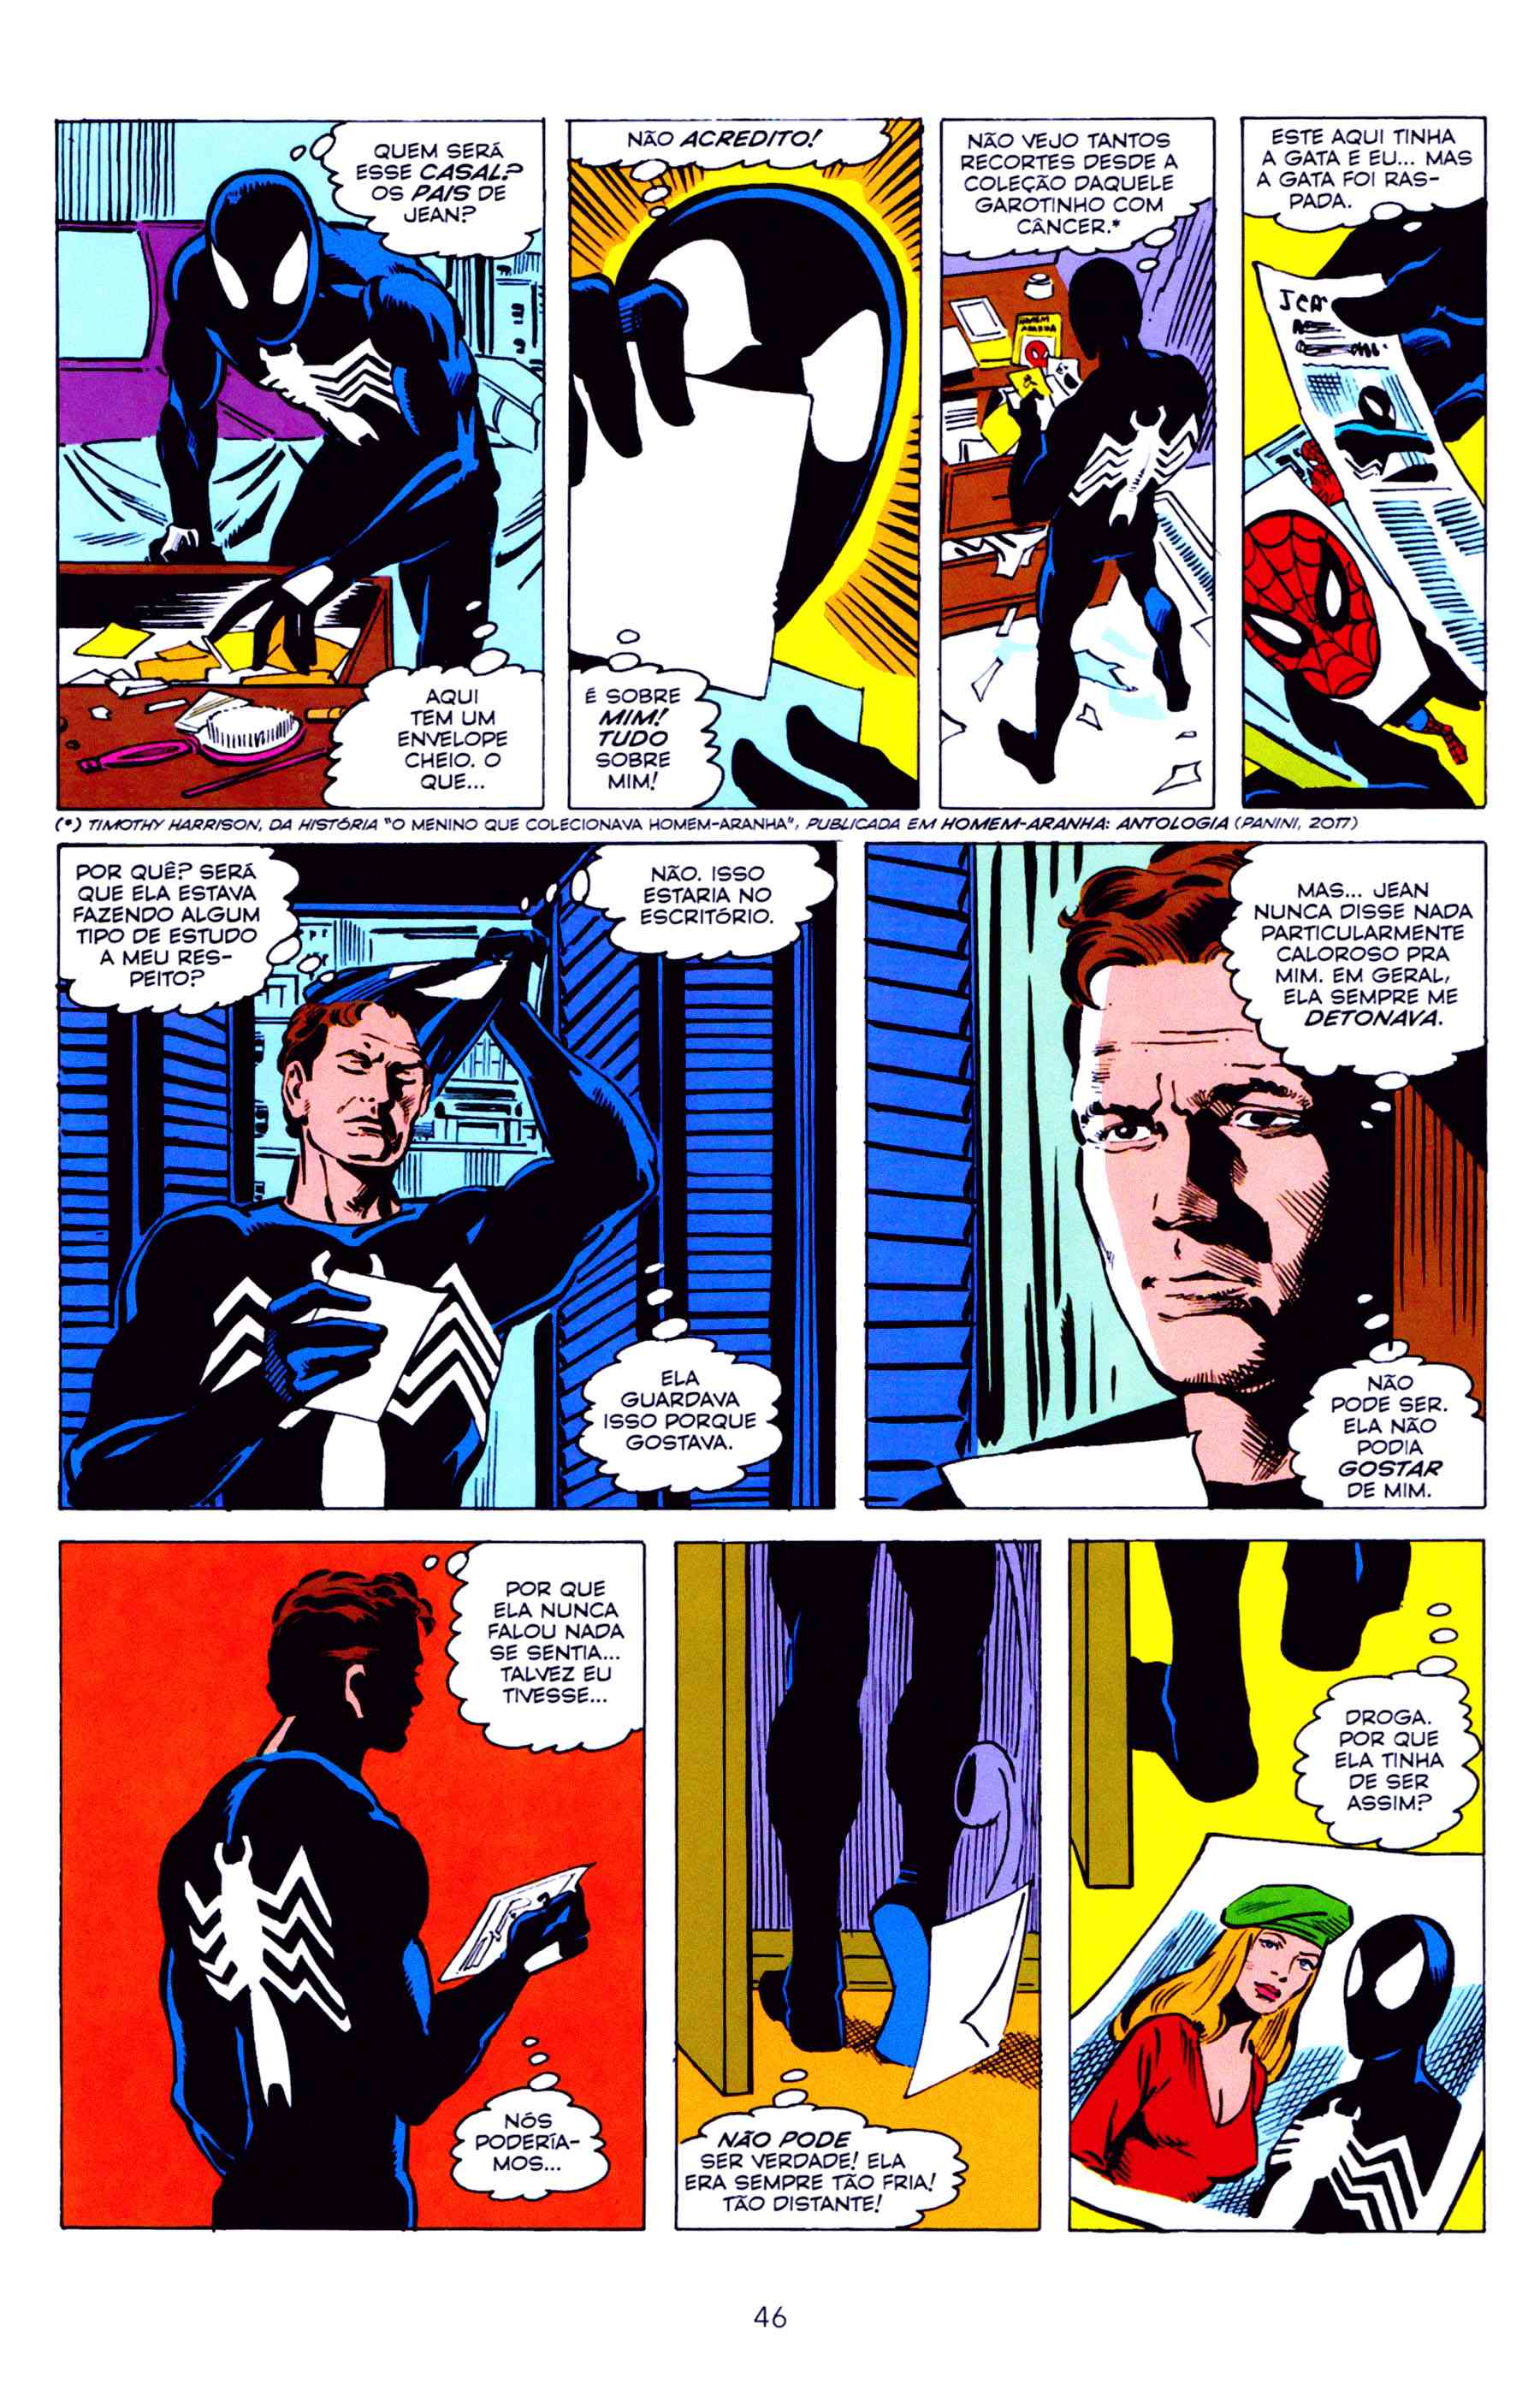 QUEM SERÁ
ESSE CASAL?
OS PAIS DE
JEAN?
AQUI
TEM UM
ENVELOPE
CHEIO. O
QUE...
NÃO ACREDITO!
É SOBRE
MIM!
TUDO
SOBRE
MIM!
NÃO VEJO TANTOS
RECORTES DESDE A
COLEÇÃO DAQUELE
GAROTINHO COM
CÂNCER.*
HOMEM
ARANHA
ESTE AQUI TINHA
A GATA E EU... MAS
A GATA FOI RAS-
PADA.
(*) TIMOTHY HARRISON, DA HISTÓRIA "O MENINO QUE COLECIONAVA HOMEM-ARANHA", PUBLICADA EM HOMEM-ARANHA: ANTOLOGIA (PANINI, 2017)
POR QUÊ? SERÁ
QUE ELA ESTAVA
FAZENDO ALGUM
TIPO DE ESTUDO
A MEU RES-
PEITO?
NÃO. ISSO
ESTARIA NO
ESCRITÓRIO.
ELA
GUARDAVA
ISSO PORQUE
GOSTAVA.
MAS... JEAN
NUNCA DISSE NADA
PARTICULARMENTE
CALOROSO PRA
MIM. EM GERAL,
ELA SEMPRE ME
DETONAVA.
NÃO
PODE SER.
ELA NÃO
PODIA
GOSTAR
DE MIM.
POR QUE
ELA NUNCA
FALOU NADA
SE SENTIA...
TALVEZ EU
TIVESSE...
NÓS
PODERÍA-
MOS...
NÃO PODE
SER VERDADE! ELA
ERA SEMPRE TÃO FRIA!
TÃO DISTANTE!
DROGA.
POR QUE
ELA TINHA
DE SER
ASSIM?
46